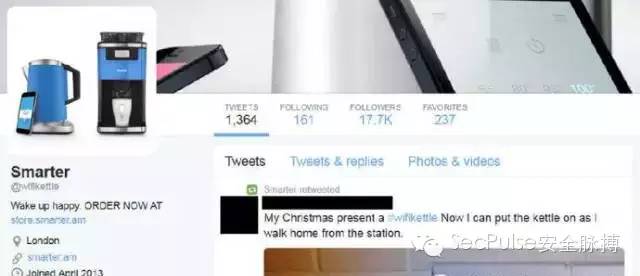 100°
TWEETS FOLLOWING FOLLOWERS FAVORITES
1,364 161 17.7K 237
Smarter
@wifikettle
Wake up happy. ORDER NOW AT
store.smarter.am
London
smarter.am
Joined April 2013
Tweets Tweets & replies Photos & videos
Smarter retweeted
My Christmas present a #wifikettle Now I can put the kettle on as I
walk home from the station.
SecPulse安全脉搏